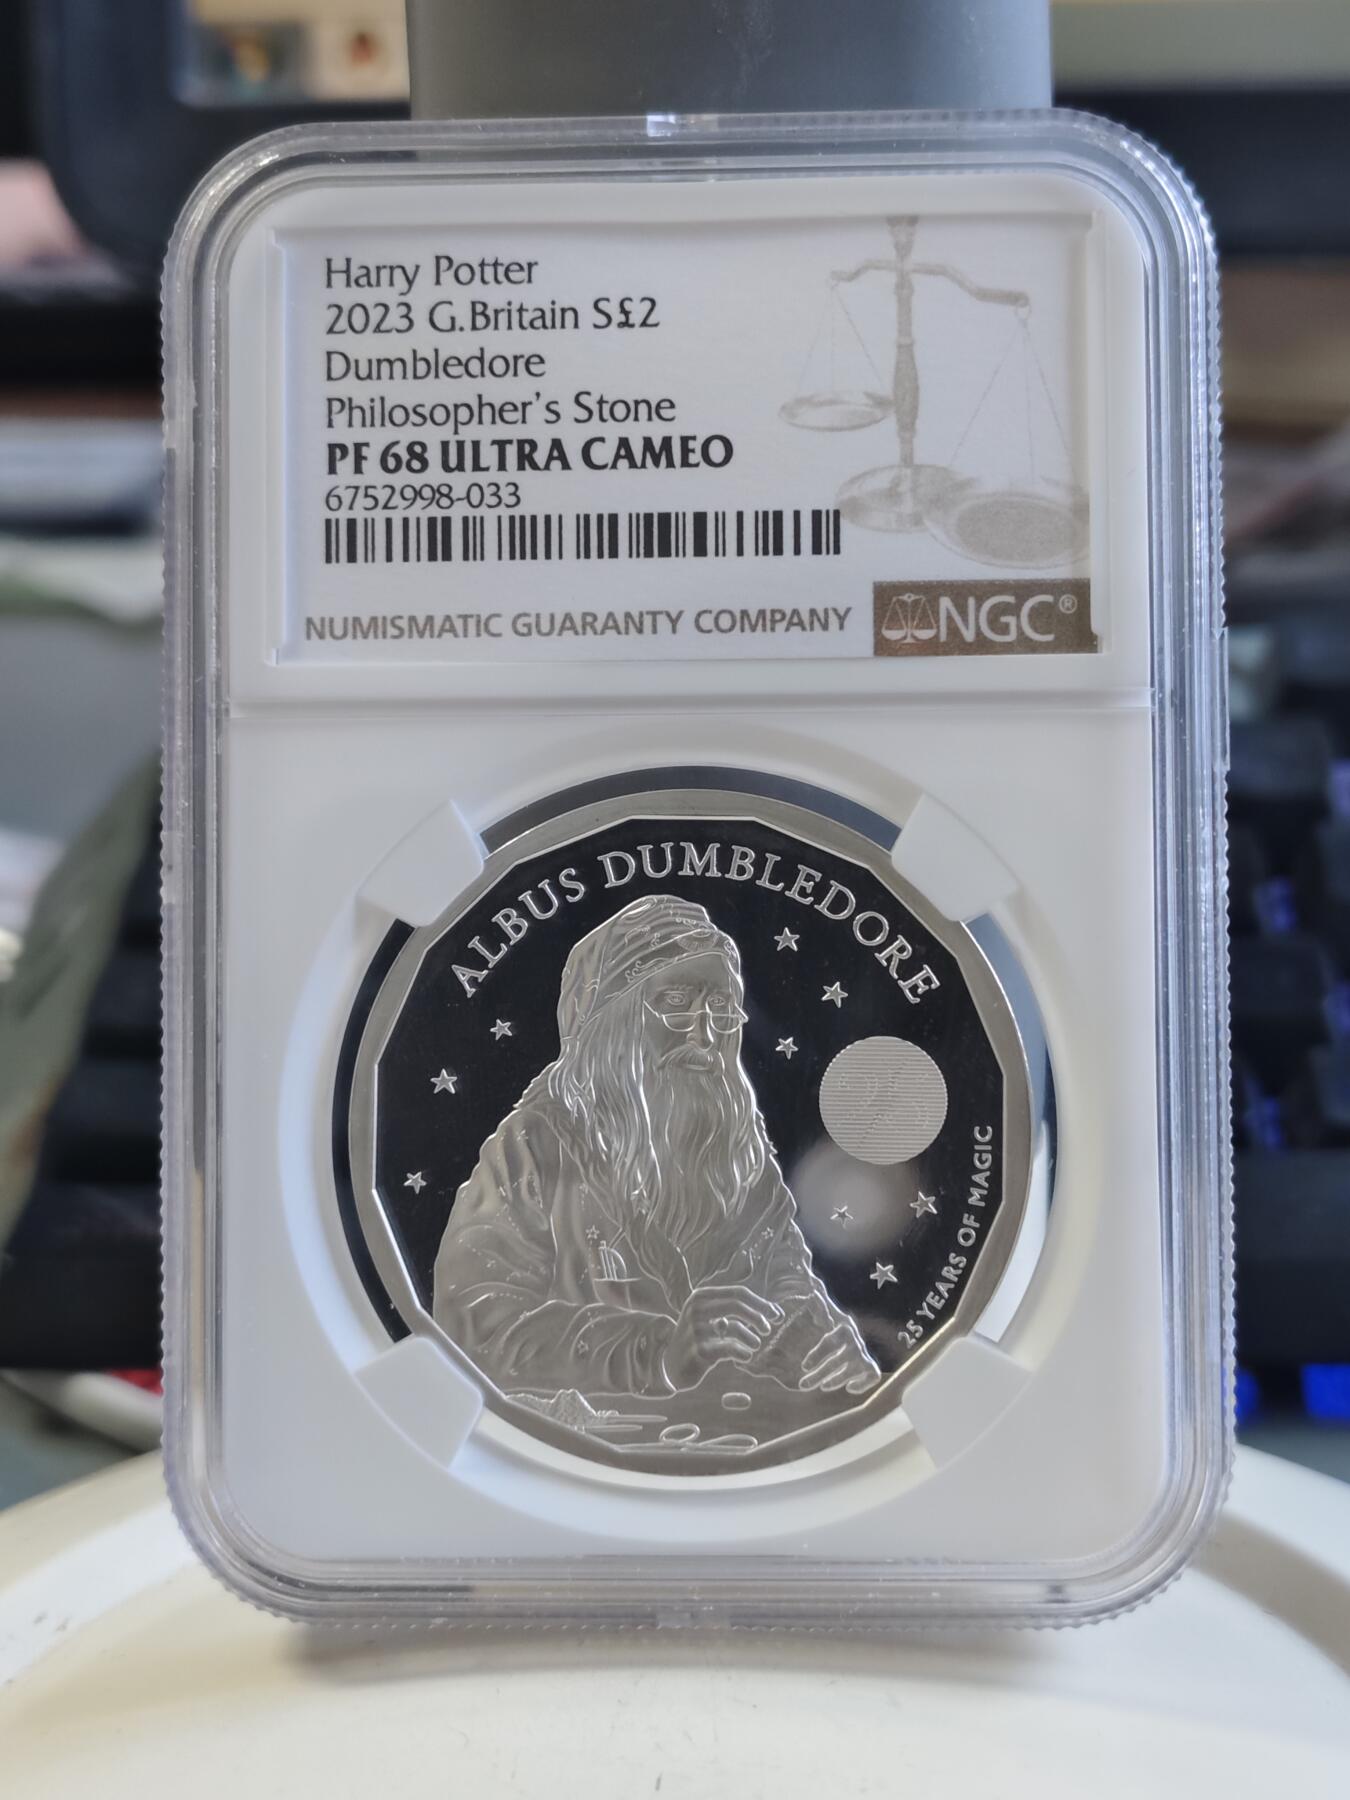 Harry Potter
2023 G.Britain S£2
Dumbledore
Philosopher's Stone
PF 68 ULTRA CAMEO
6752998-033
NUMISMATIC GUARANTY COMPANY
NGC®
ALBUS DUMBLEDORE
25 YEARS OF MAGIC